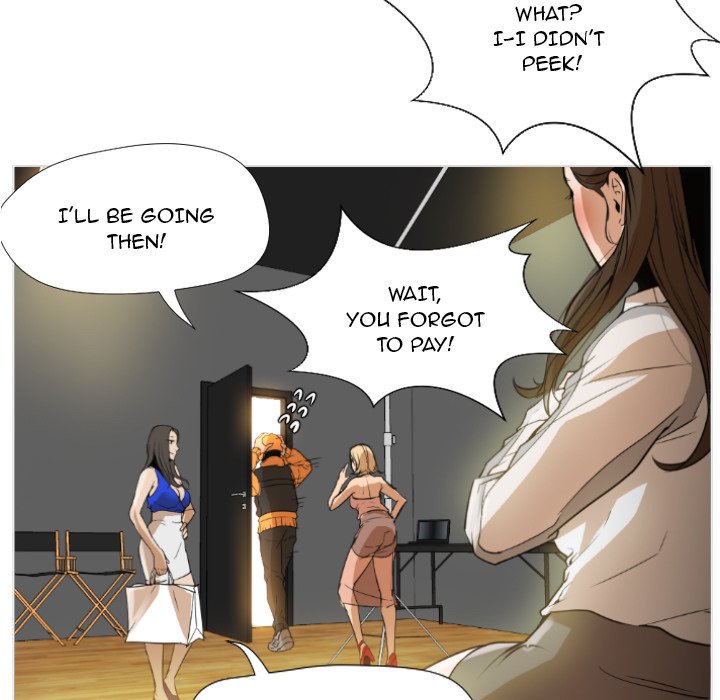 WHAT?
I-I DIDN'T
PEEK!
I'LL BE GOING
THEN!
WAIT,
YOU FORGOT
TO PAY!